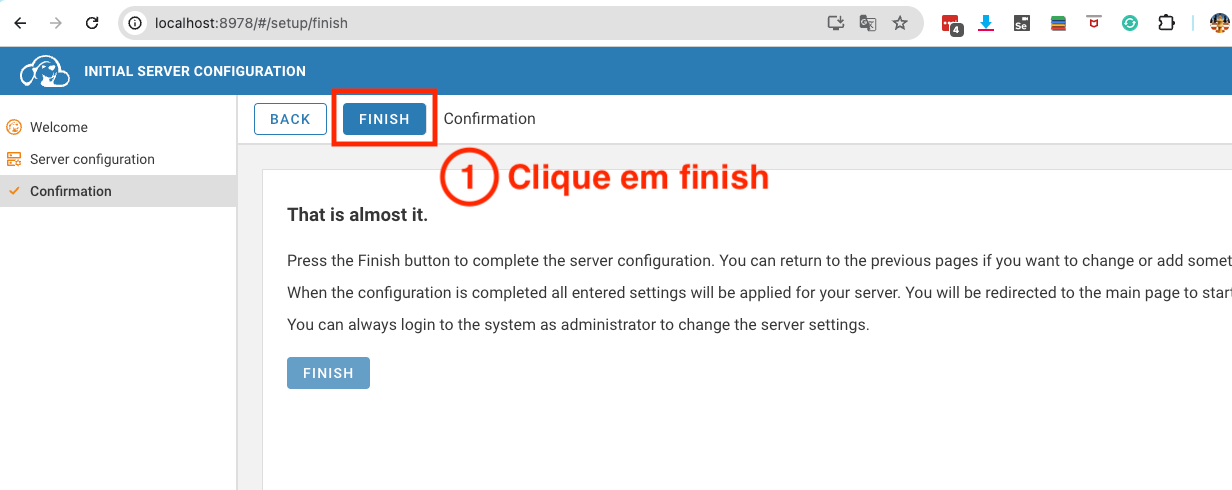 localhost:8978/#/setup/finish
4
Se
INITIAL SERVER CONFIGURATION
Welcome
Server configuration
Confirmation
BACK
FINISH
Confirmation
1 Clique em finish
That is almost it.
Press the Finish button to complete the server configuration. You can return to the previous pages if you want to change or add somet
When the configuration is completed all entered settings will be applied for your server. You will be redirected to the main page to start
You can always login to the system as administrator to change the server settings.
FINISH